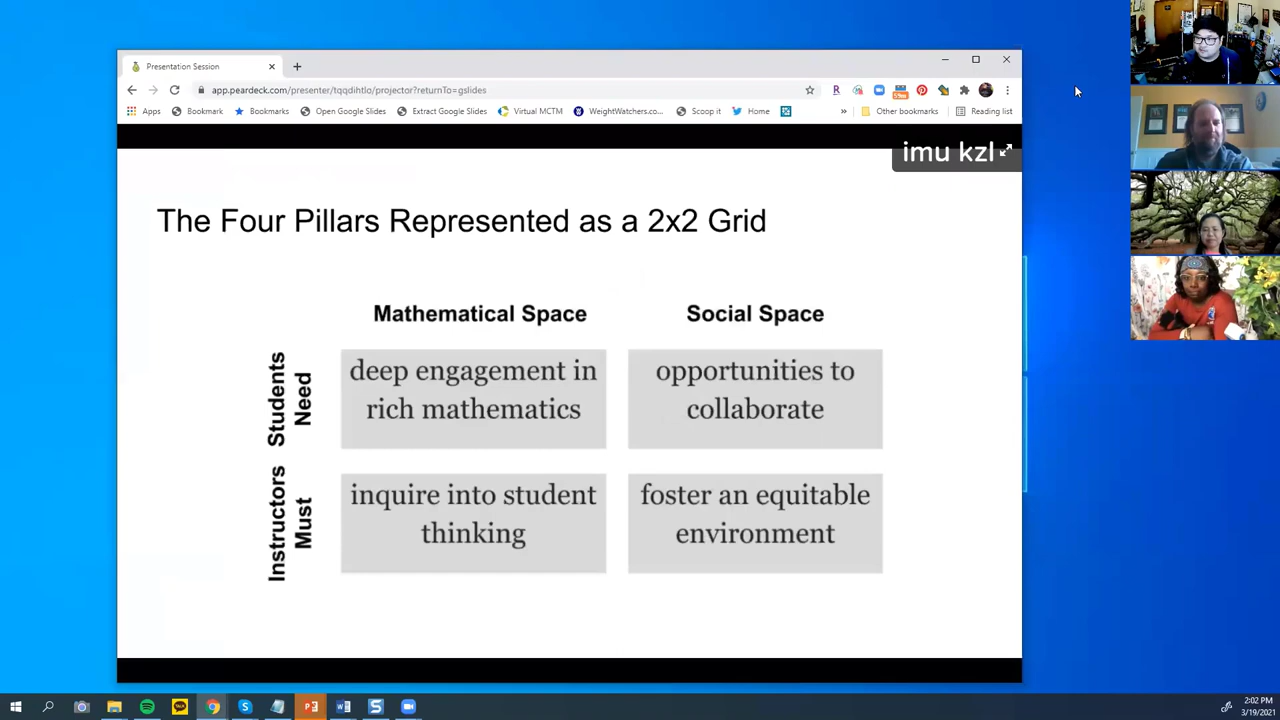 Presentation Session
app.peardeck.com/presenter/tqqdihtlo/projector?returnTo=gslides
Apps Bookmark Bookmarks Open Google Slides Extract Google Slides Virtual MCTM WeightWatchers.co... Scoop it Home » Other bookmarks Reading list
imu kzl
The Four Pillars Represented as a 2x2 Grid
Mathematical Space Social Space
Students
Need
deep engagement in
rich mathematics
opportunities to
collaborate
Instructors
Must
inquire into student
thinking
foster an equitable
environment
2:02 PM
3/19/2021